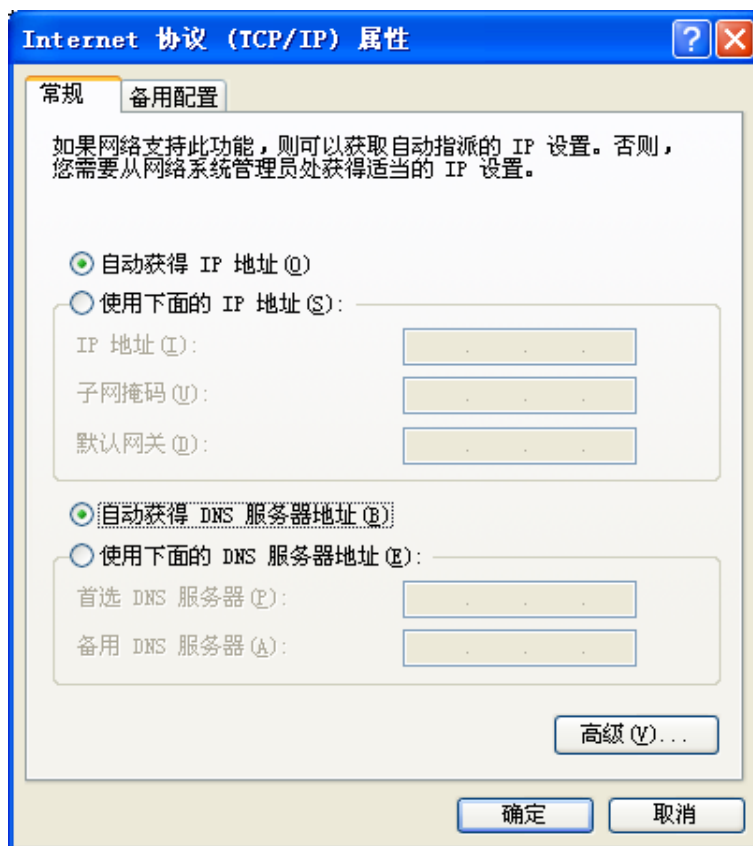 Internet 协议 (TCP/IP) 属性
常规
备用配置
如果网络支持此功能，则可以获取自动指派的 IP 设置。否则，
您需要从网络系统管理员处获得适当的 IP 设置。
自动获得 IP 地址(O)
使用下面的 IP 地址(S):
IP 地址(I):
子网掩码(U):
默认网关(D):
自动获得 DNS 服务器地址(B)
使用下面的 DNS 服务器地址(E):
首选 DNS 服务器(P):
备用 DNS 服务器(A):
高级(V)...
确定
取消